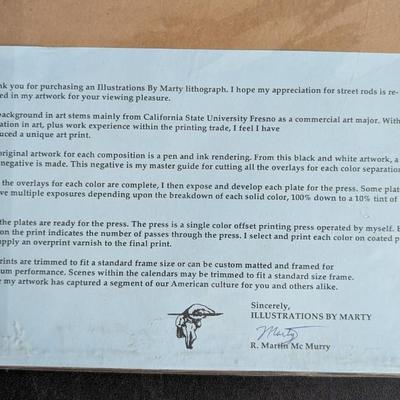 nk you for purchasing an Illustrations By Marty lithograph. I hope my appreciation for street rods is re-
ed in my artwork for your viewing pleasure.
background in art stems mainly from California State University Fresno as a commercial art major. With
ation in art, plus work experience within the printing trade, I feel I have
uced a unique art print.
original artwork for each composition is a pen and ink rendering. From this black and white artwork, a
negative is made. This negative is my master guide for cutting all the overlays for each color separation
the overlays for each color are complete, I then expose and develop each plate for the press. Some plat
ve multiple exposures depending upon the breakdown of each solid color, 100% down to a 10% tint of
the plates are ready for the press. The press is a single color offset printing press operated by myself. E
on the print indicates the number of passes through the press. I select and print each color on coated p
upply an overprint varnish to the final print.
rints are trimmed to fit a standard frame size or can be custom matted and framed for
um performance. Scenes within the calendars may be trimmed to fit a standard size frame.
e my artwork has captured a segment of our American culture for you and others alike.
Sincerely,
ILLUSTRATIONS BY MARTY
Marty
R. Martin Mc Murry